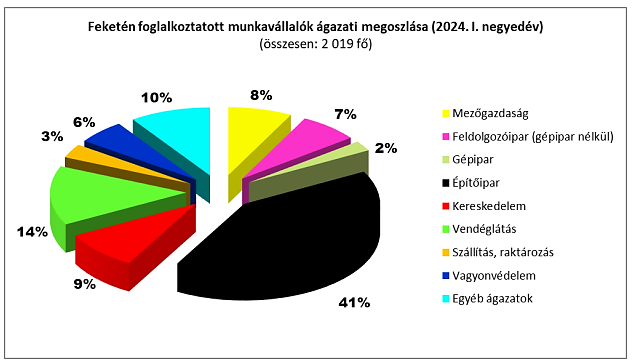 Feketén foglalkoztatott munkavállalók ágazati megoszlása (2024. I. negyedév)
(összesen: 2 019 fő)
8%
7%
2%
41%
9%
14%
3%
6%
10%
Mezőgazdaság
Feldolgozóipar (gépipar nélkül)
Gépipar
Építőipar
Kereskedelem
Vendéglátás
Szállítás, raktározás
Vagyonvédelem
Egyéb ágazatok